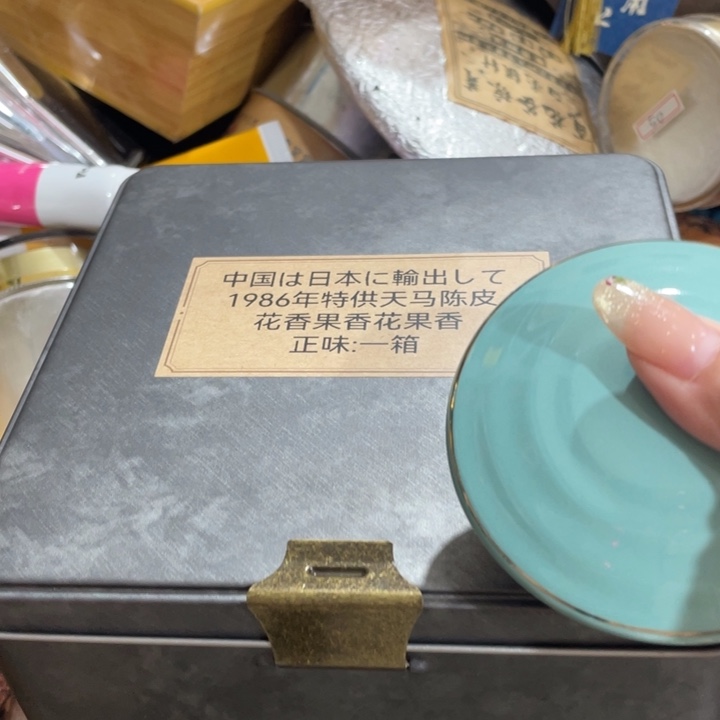 中国は日本に輸出して
1986年特供天马陈皮
花香果香花果香
正味:一箱